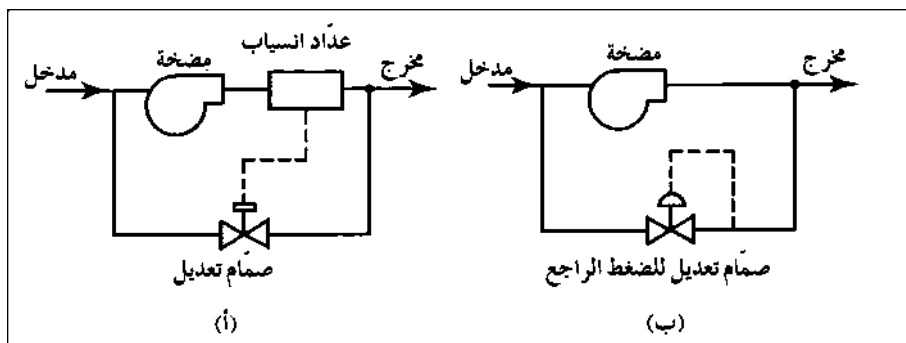 مخرج
مضخة
مدخل
صمّام تعديل للضغط الراجع
(ب)
عدّاد انسياب
مضخة
مخرج
مدخل
صمّام تعديل
(أ)